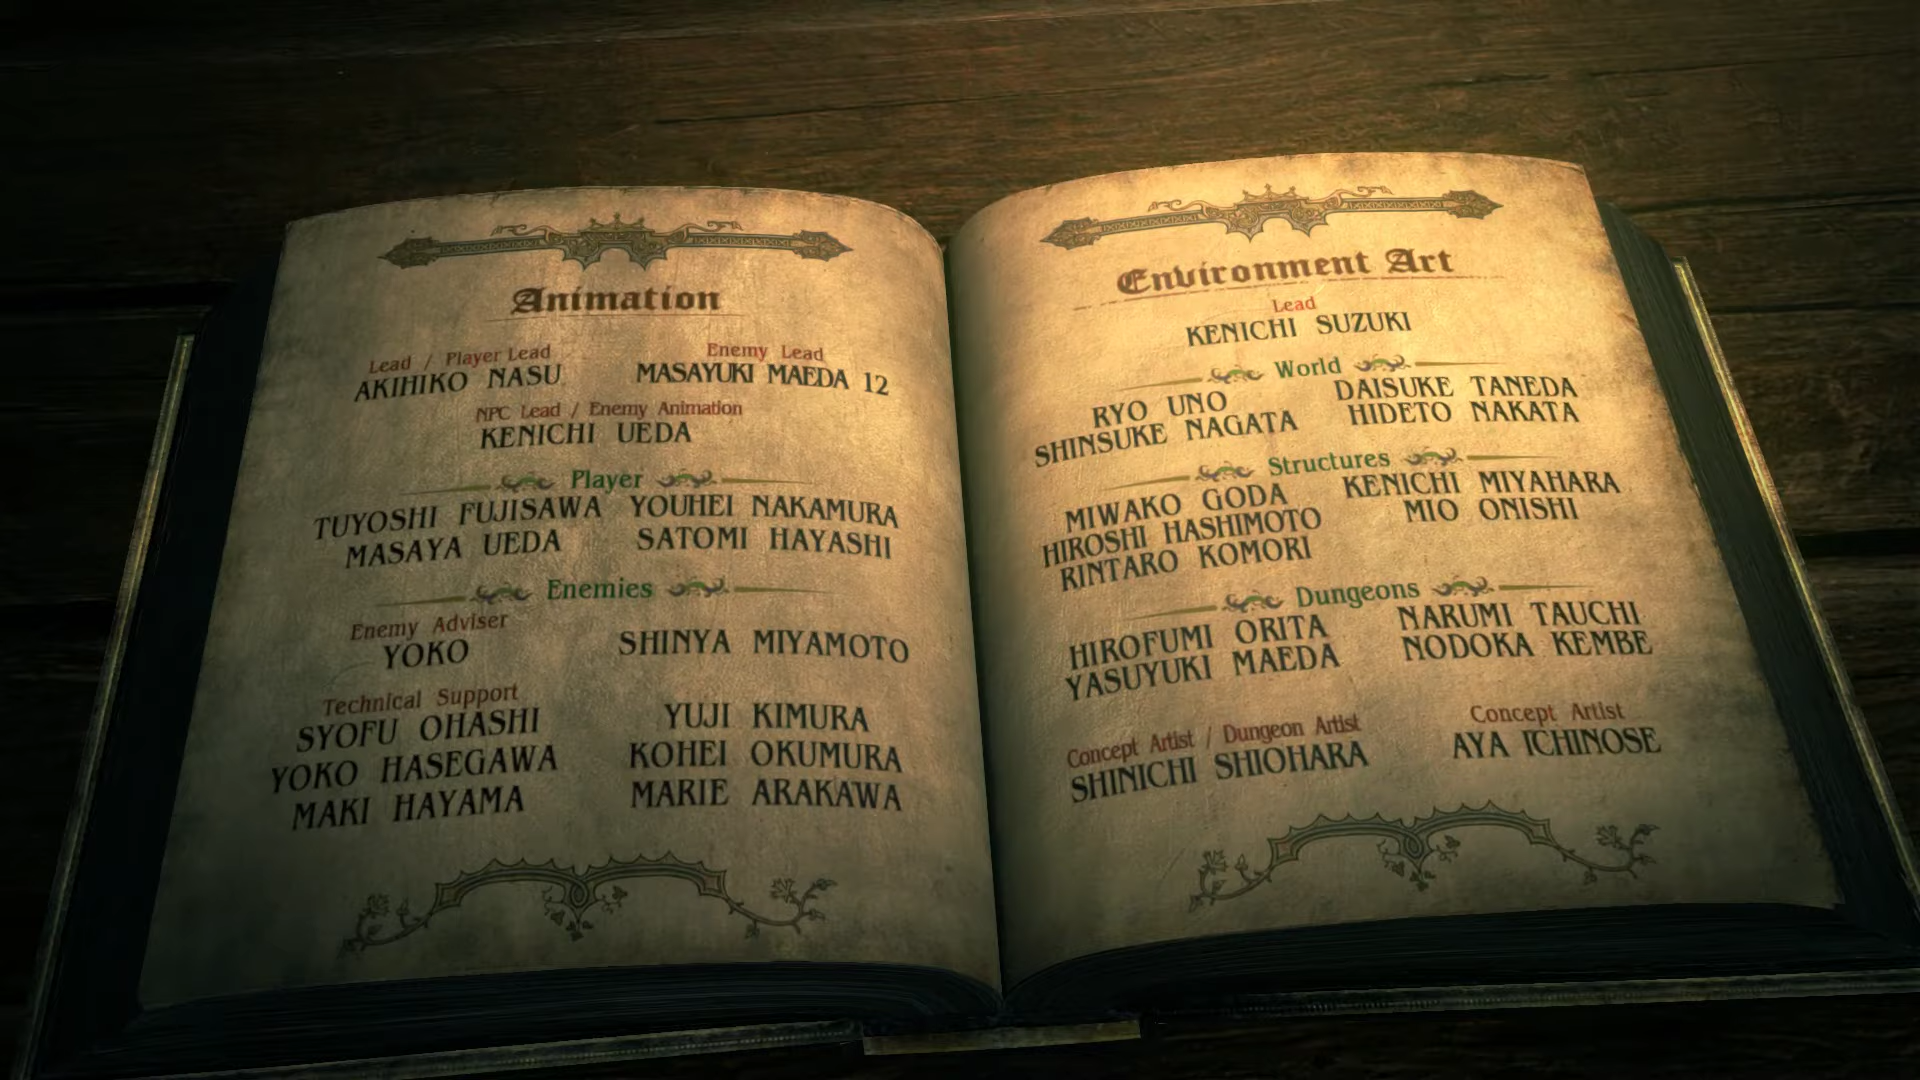 Animation
Lead / Player Lead
AKIHIKO NASU
Enemy Lead
MASAYUKI MAEDA 12
NPC Lead / Enemy Animation
KENICHI UEDA
Player
TUYOSHI FUJISAWA YOUHEI NAKAMURA
MASAYA UEDA SATOMI HAYASHI
Enemies
Enemy Adviser
YOKO SHINYA MIYAMOTO
Technical Support
SYOFU OHASHI YUJI KIMURA
YOKO HASEGAWA KOHEI OKUMURA
MAKI HAYAMA MARIE ARAKAWA
Environment Art
Lead
KENICHI SUZUKI
World
RYO UNO DAISUKE TANEDA
SHINSUKE NAGATA HIDETO NAKATA
Structures
MIWAKO GODA KENICHI MIYAHARA
HIROSHI HASHIMOTO MIO ONISHI
RINTARO KOMORI
Dungeons
HIROFUMI ORITA NARUMI TAUCHI
YASUYUKI MAEDA NODOKA KEMBE
Concept Artist / Dungeon Artist
SHINICHI SHIOHARA
Concept Artist
AYA ICHINOSE